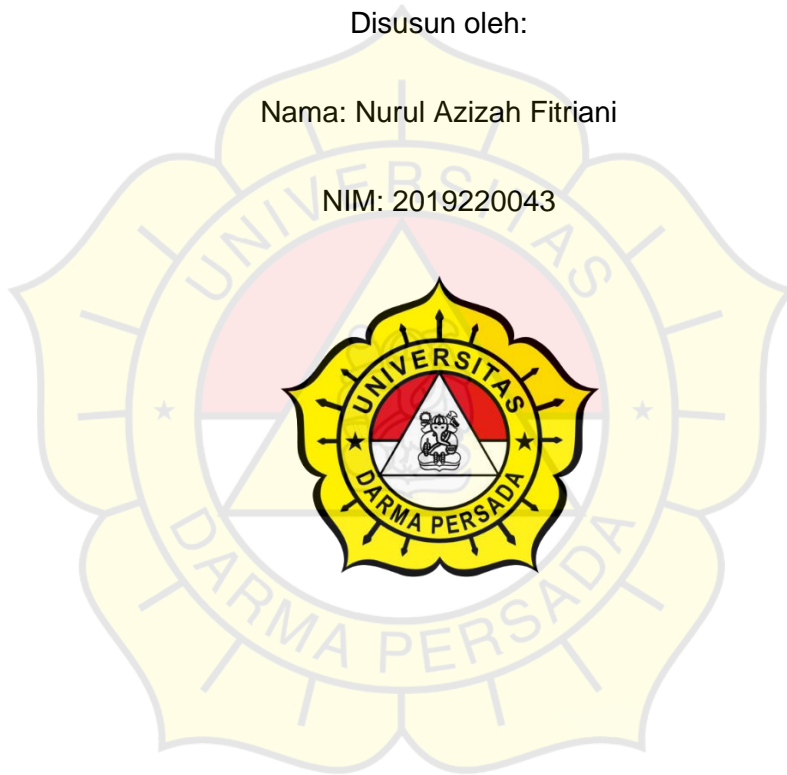 Disusun oleh:
Nama: Nurul Azizah Fitriani
NIM: 2019220043
UNIVERSITAS
DARMA PERSADA
UNIVERSITAS
DARMA PERSADA